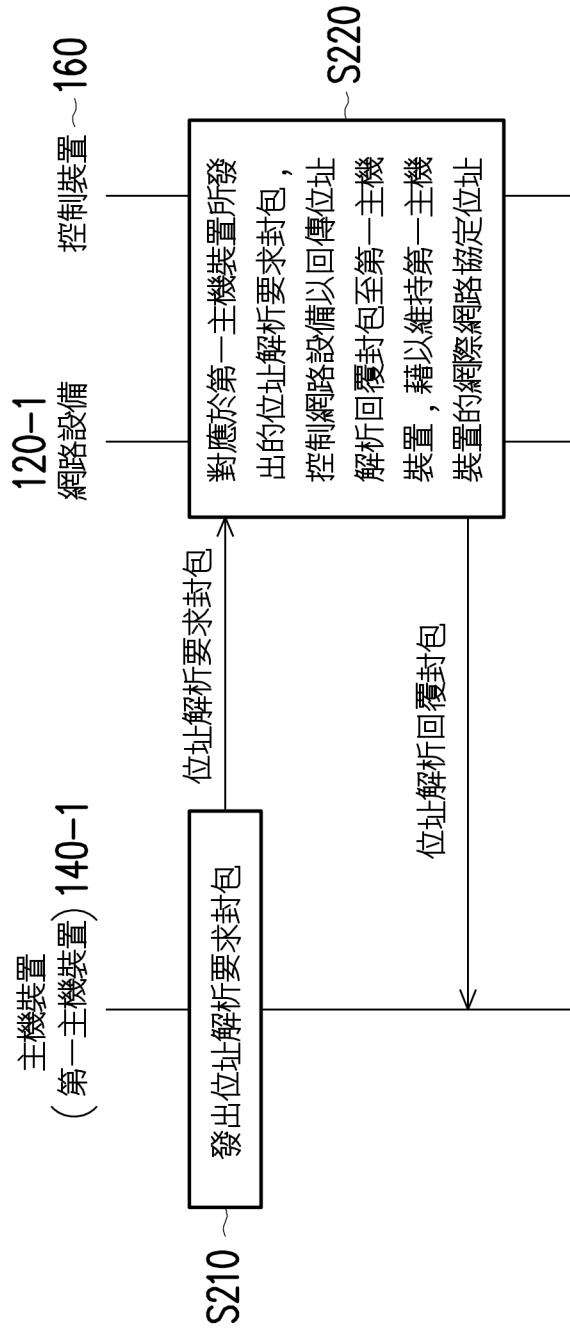 主機裝置
(第一主機裝置) 140-1
120-1
網路設備
控制裝置 ~ 160
S210
發出位址解析要求封包
位址解析要求封包
對應於第一主機裝置所發
出的位址解析要求封包,
控制網路設備以回傳位址
解析回覆封包至第一主機
裝置,藉以維持第一主機
裝置的網際網路協定位址
S220
位址解析回覆封包